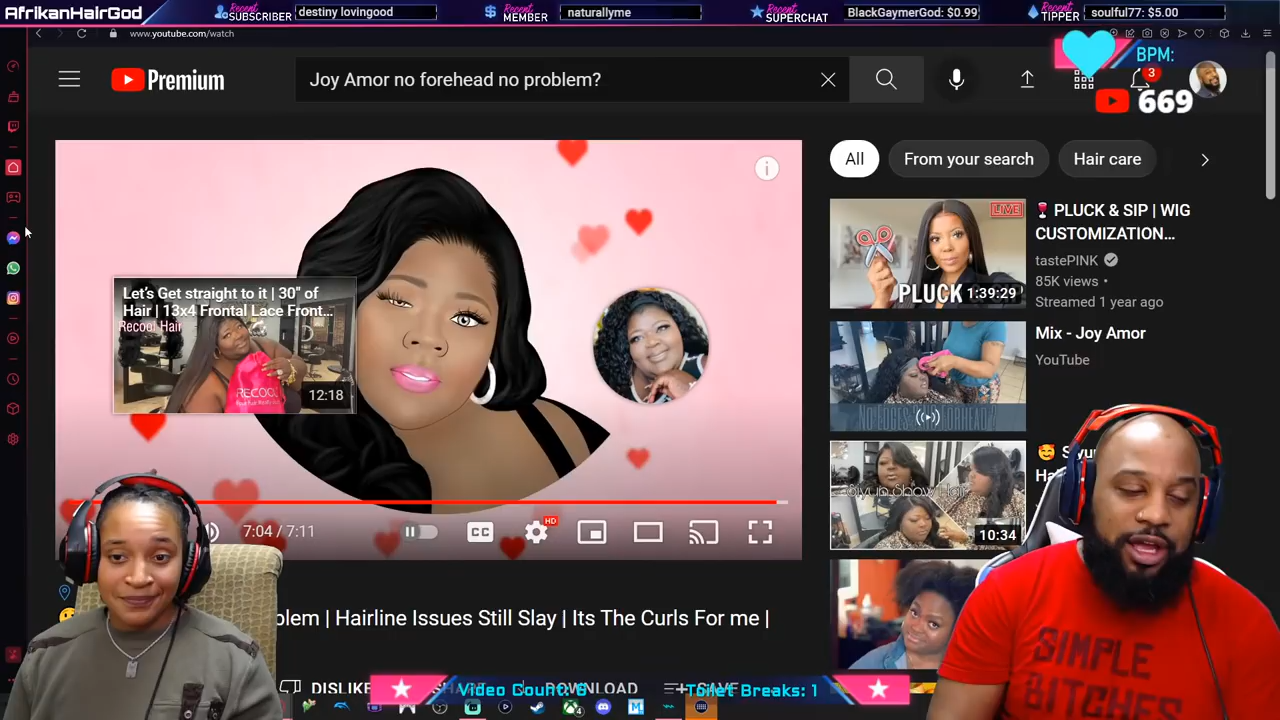 AfrikanHairGod
Recent SUBSCRIBER destiny lovingood
Recent MEMBER naturallyme
Recent SUPERCHAT BlackGaymerGod: $0.99
Recent TIPPER soulful77: $5.00
www.youtube.com/watch
BPM:
Premium
Joy Amor no forehead no problem?
3
669
All
From your search
Hair care
Let's Get straight to it | 30" of
Hair | 13x4 Frontal Lace Front...
Recool Hair
RECOOL
12:18
7:04 / 7:11
CC
HD
LIVE
PLUCK
1:39:29
🍷 PLUCK & SIP | WIG
CUSTOMIZATION...
tastePINK
85K views •
Streamed 1 year ago
Mix - Joy Amor
YouTube
10:34
blem | Hairline Issues Still Slay | Its The Curls For me |
DISLIKE
DOWNLOAD
Video Count: 6
Toilet Breaks: 1
SIMPLE
BITCHES